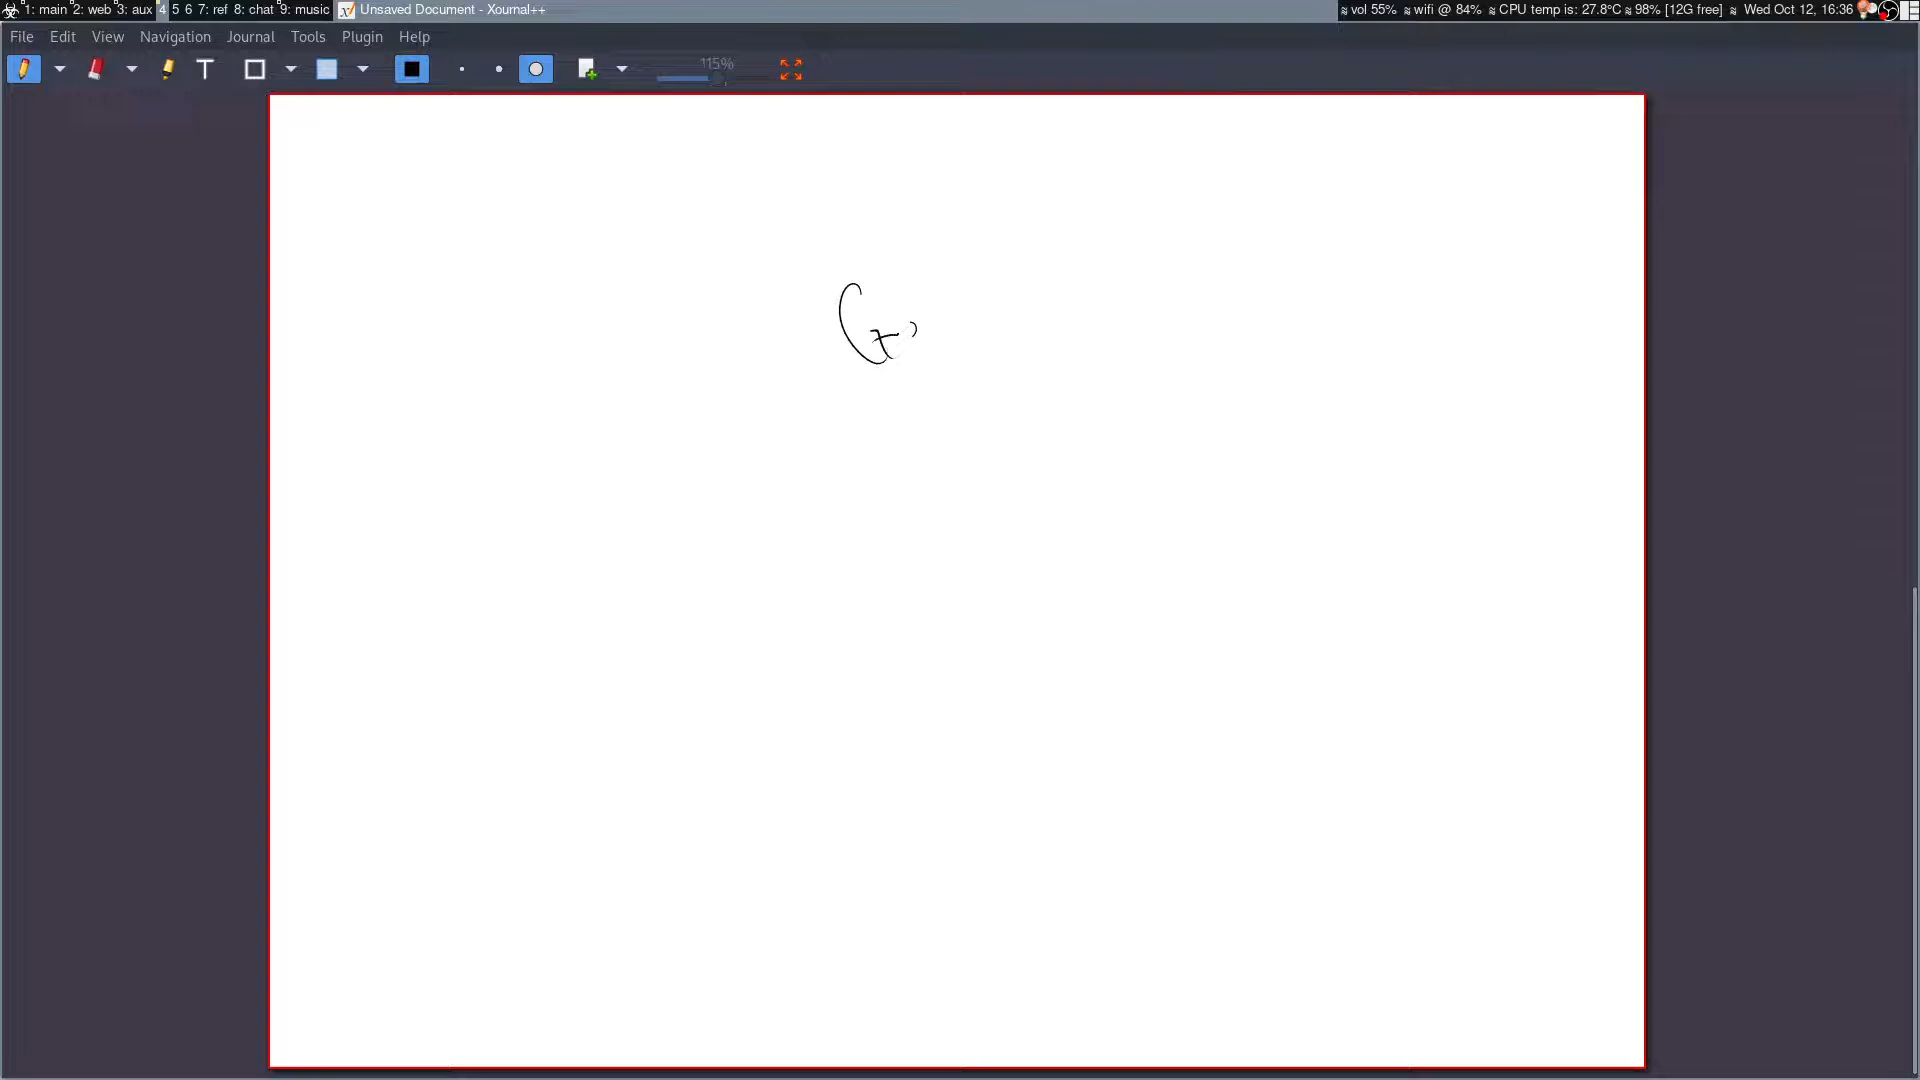 1: main 2: web 3: aux 4 5 6 7: ref 8: chat 9: music Unsaved Document - Xournal++ vol 55% wifi @ 84% CPU temp is: 27.8°C 98% [12G free] Wed Oct 12, 16:36
File Edit View Navigation Journal Tools Plugin Help
T 115%